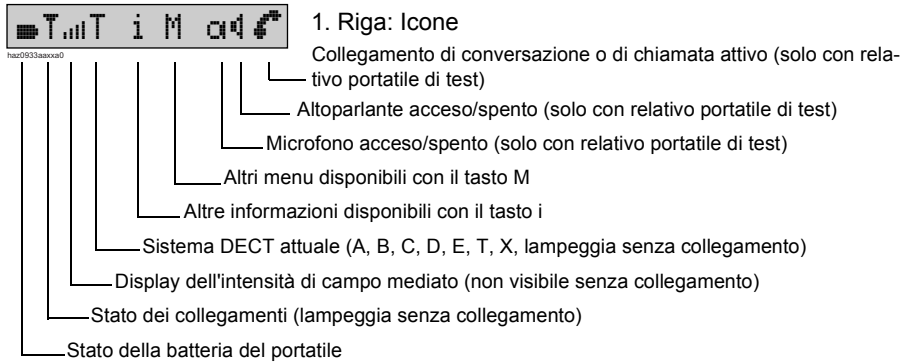 T T i M
1. Riga: Icone
haz0933aaxxa0
Collegamento di conversazione o di chiamata attivo (solo con rela-
tivo portatile di test)
Altoparlante acceso/spento (solo con relativo portatile di test)
Microfono acceso/spento (solo con relativo portatile di test)
Altri menu disponibili con il tasto M
Altre informazioni disponibili con il tasto i
Sistema DECT attuale (A, B, C, D, E, T, X, lampeggia senza collegamento)
Display dell'intensità di campo mediato (non visibile senza collegamento)
Stato dei collegamenti (lampeggia senza collegamento)
Stato della batteria del portatile